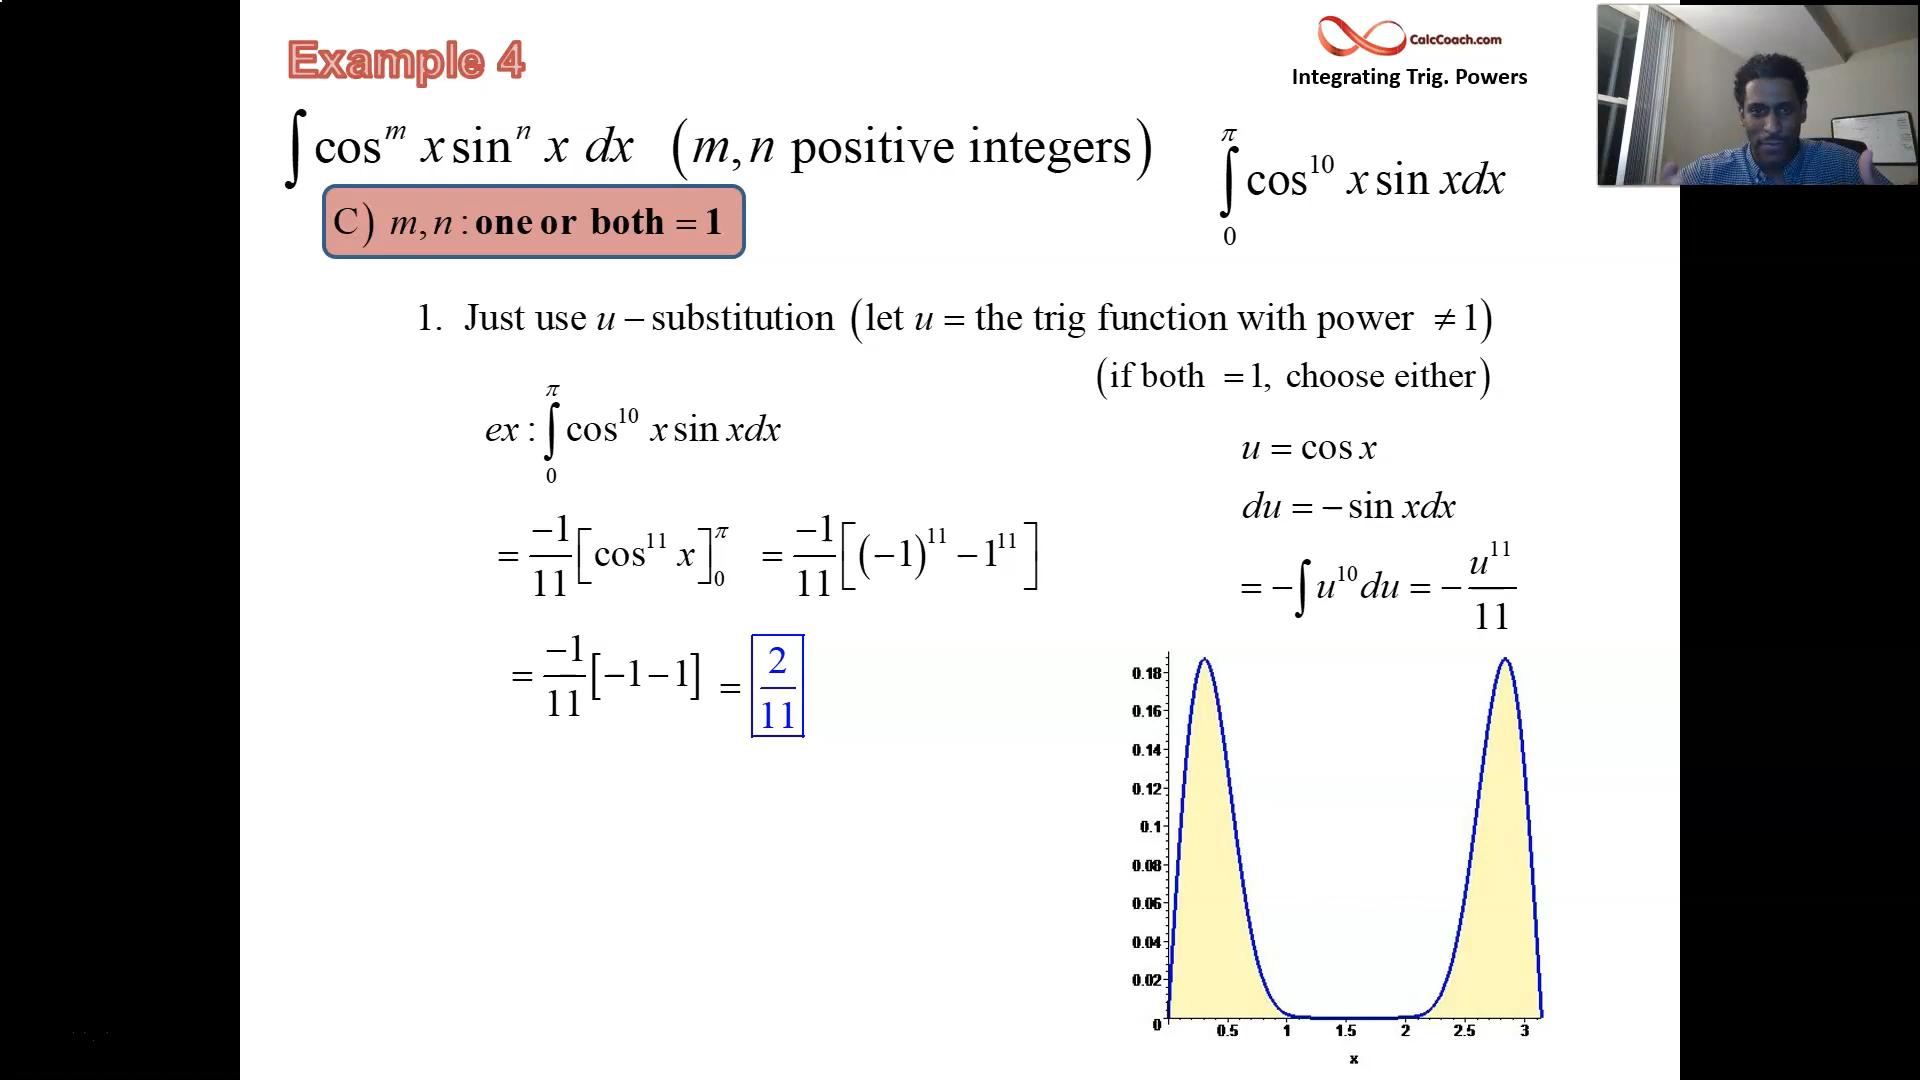 Example 4
CalcCoach.com
Integrating Trig. Powers
∫ cos^m x sin^n x dx (m, n positive integers)
∫_0^π cos^10 x sin xdx
C) m, n : one or both = 1
1. Just use u − substitution (let u = the trig function with power ≠ 1)
(if both = 1, choose either)
ex : ∫_0^π cos^10 x sin xdx
= -1/11 [cos^11 x]_0^π = -1/11 [(−1)^11 − 1^11]
= -1/11 [−1 − 1] = 2/11
u = cos x
du = − sin xdx
= −∫ u^10 du = − u^11/11
0.18
0.16
0.14
0.12
0.1
0.08
0.06
0.04
0.02
0
0.5 1 1.5 2 2.5 3
x